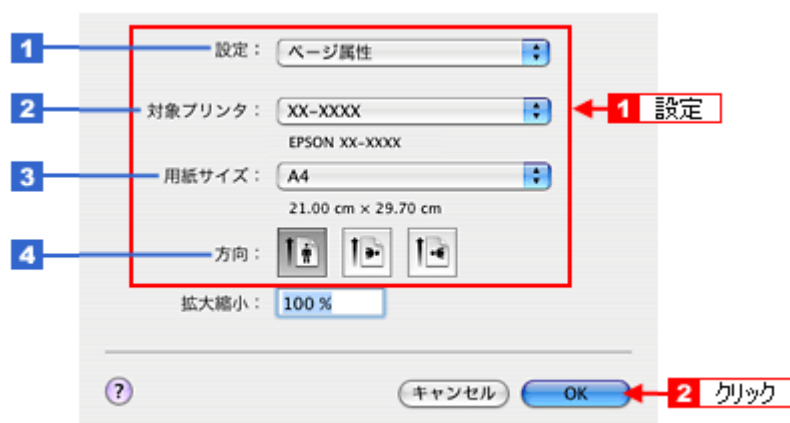 1 設定： ページ属性
2 対象プリンタ： XX-XXXX 1 設定
EPSON XX-XXXX
3 用紙サイズ： A4
21.00 cm × 29.70 cm
4 方向：
拡大縮小： 100 %
? キャンセル OK 2 クリック